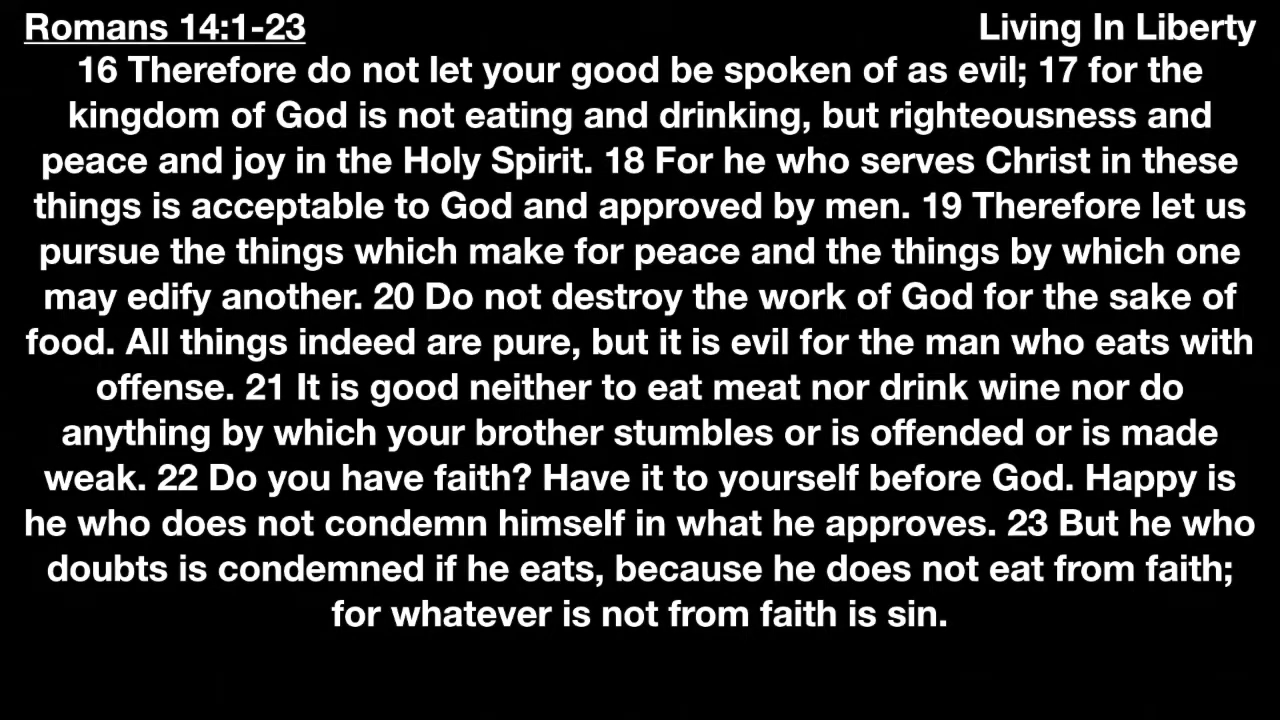 Romans 14:1-23
Living In Liberty
16 Therefore do not let your good be spoken of as evil; 17 for the
kingdom of God is not eating and drinking, but righteousness and
peace and joy in the Holy Spirit. 18 For he who serves Christ in these
things is acceptable to God and approved by men. 19 Therefore let us
pursue the things which make for peace and the things by which one
may edify another. 20 Do not destroy the work of God for the sake of
food. All things indeed are pure, but it is evil for the man who eats with
offense. 21 It is good neither to eat meat nor drink wine nor do
anything by which your brother stumbles or is offended or is made
weak. 22 Do you have faith? Have it to yourself before God. Happy is
he who does not condemn himself in what he approves. 23 But he who
doubts is condemned if he eats, because he does not eat from faith;
for whatever is not from faith is sin.